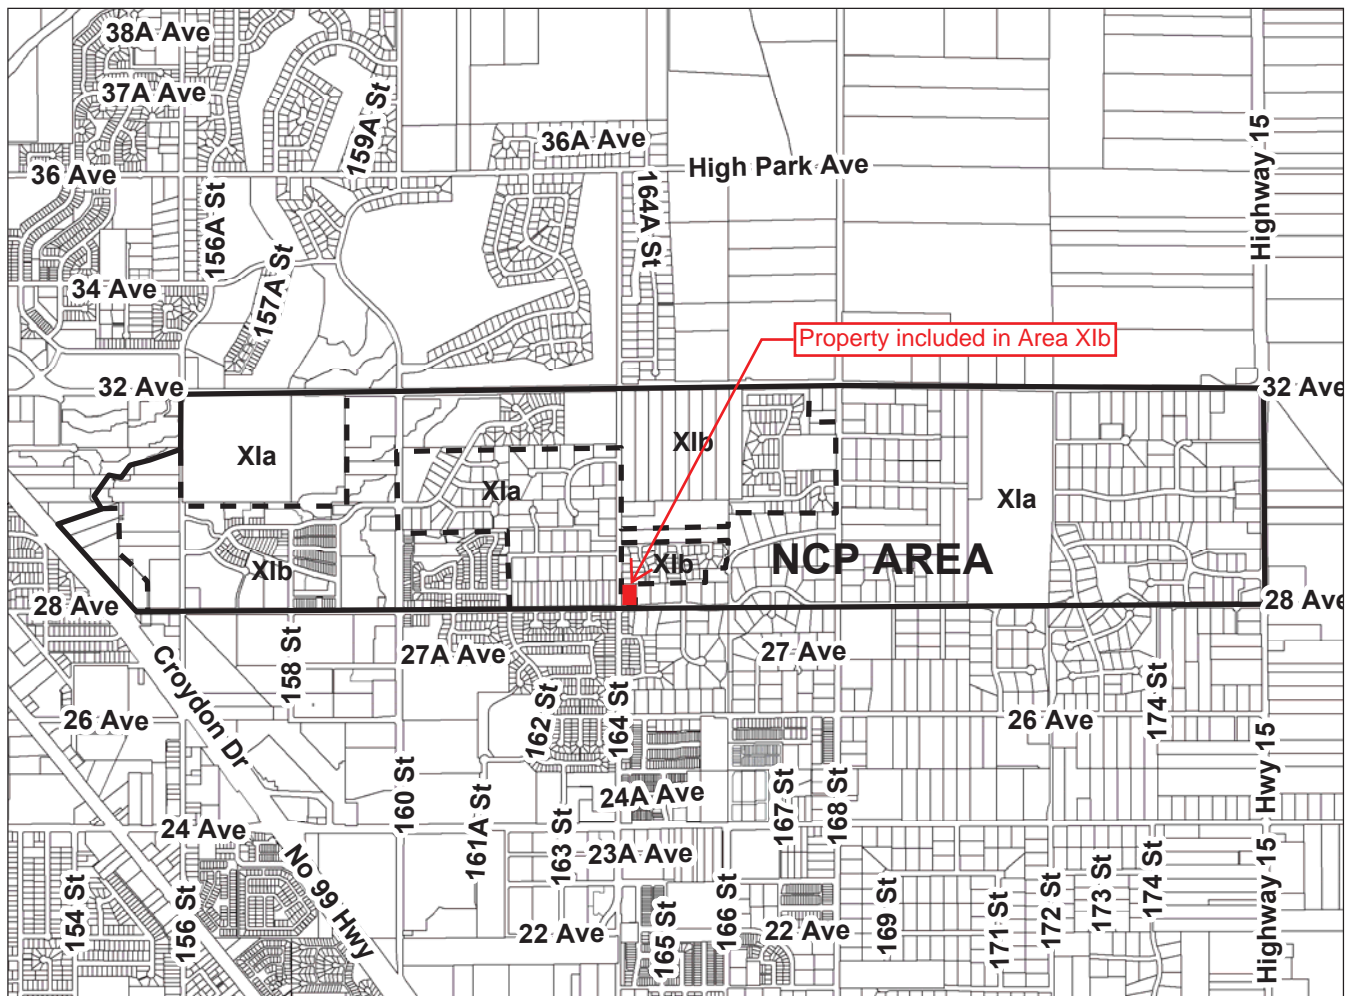 38A Ave
37A Ave
159A St
36A Ave
Highway 15
36 Ave
High Park Ave
164A St
156A St
157A St
34 Ave
Property included in Area XIb
32 Ave
32 Ave
XIb
XIa
XIa
XIa
NCP AREA
XIb
XIb
28 Ave
28 Ave
27A Ave
27 Ave
158 St
Croydon Dr
162 St
164 St
174 St
26 Ave
26 Ave
Hwy 15
160 St
161A St
24A Ave
167 St
168 St
24 Ave
163 St
23A Ave
No 99 Hwy
154 St
156 St
22 Ave
165 St
166 St
22 Ave
169 St
171 St
172 St
173 St
174 St
Highway 15